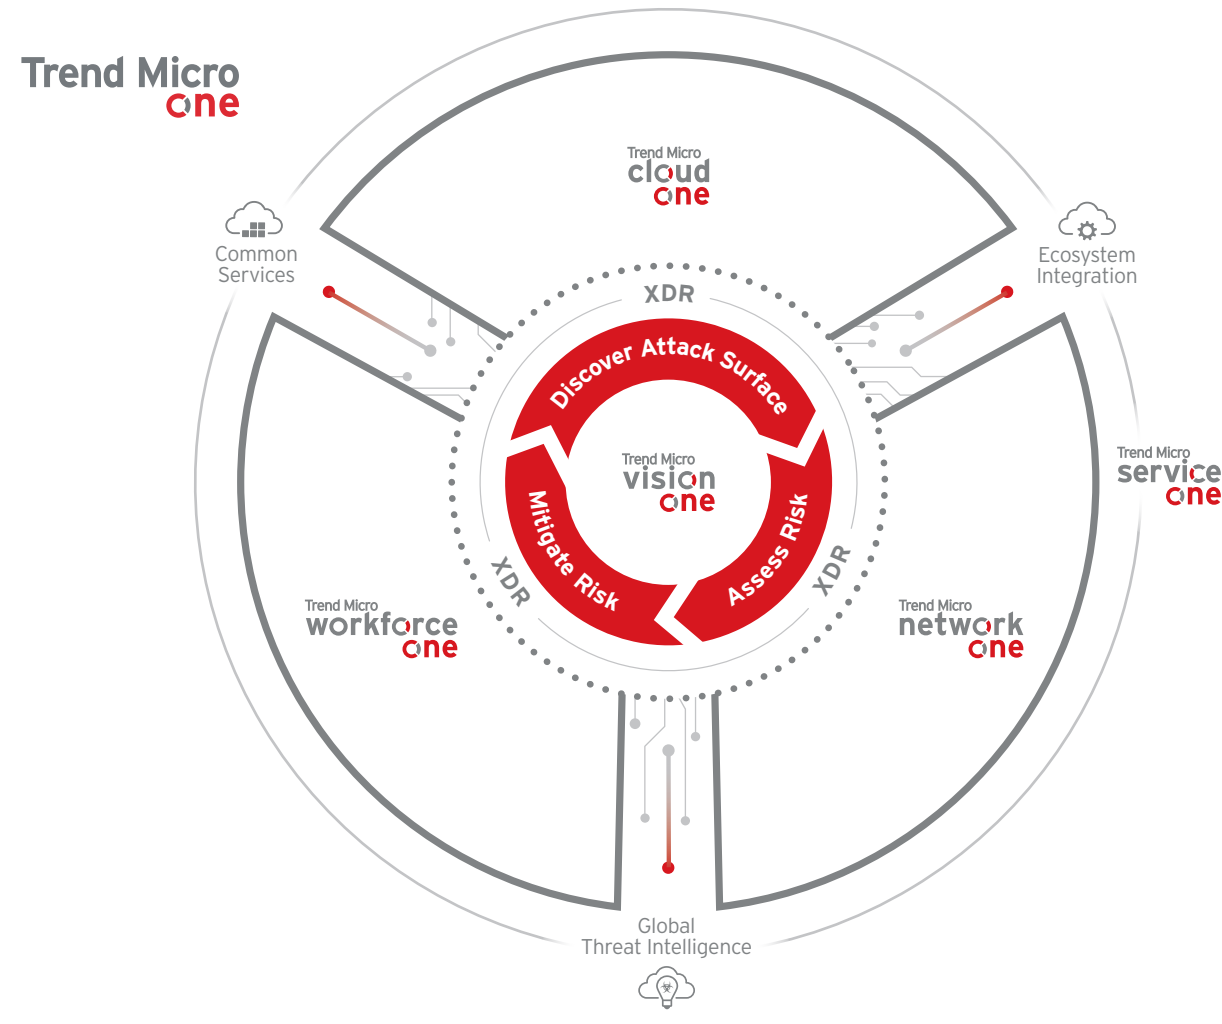 Trend Micro
one
Trend Micro
cloud
one
Common
Services
Ecosystem
Integration
XDR
Discover Attack Surface
Trend Micro
vision
one
Trend Micro
service
one
Mitigate Risk
Assess Risk
XDR
XDR
Trend Micro
workforce
one
Trend Micro
network
one
Global
Threat Intelligence